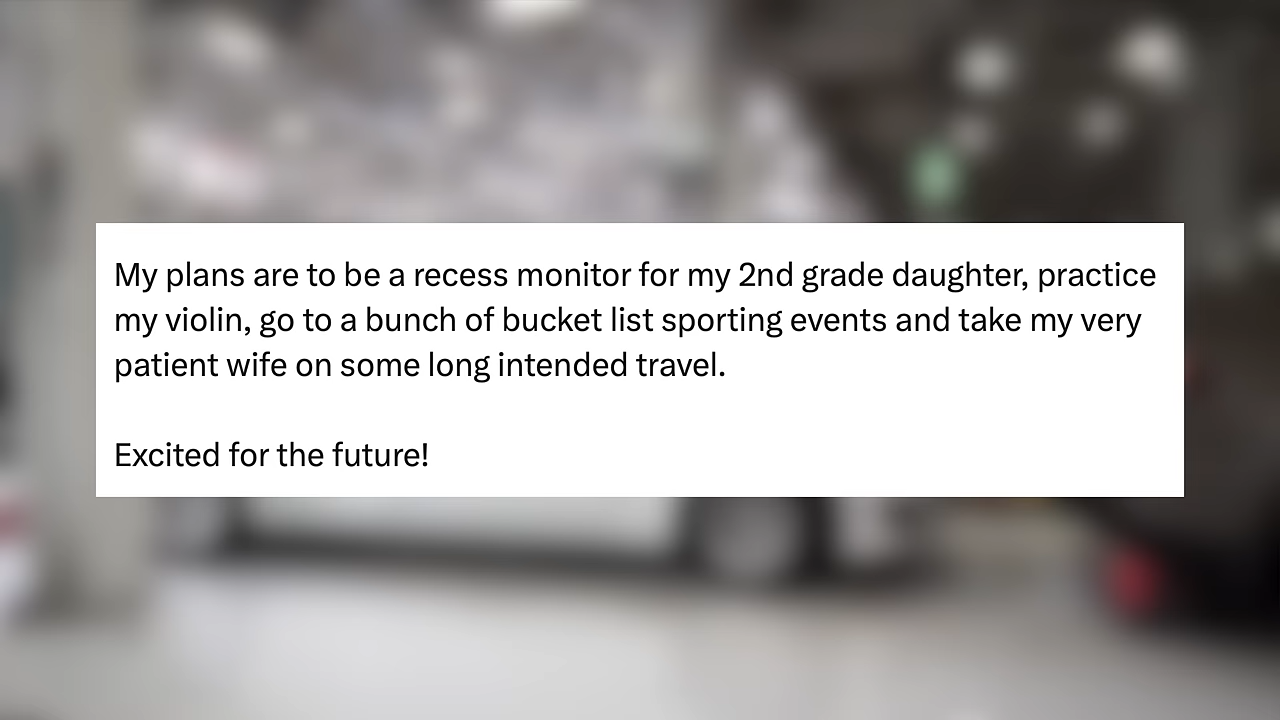 My plans are to be a recess monitor for my 2nd grade daughter, practice
my violin, go to a bunch of bucket list sporting events and take my very
patient wife on some long intended travel.
Excited for the future!